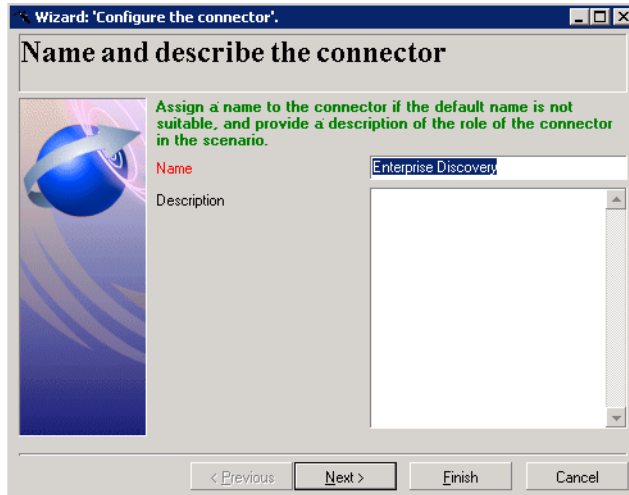 Wizard: 'Configure the connector'.
Name and describe the connector
Assign a name to the connector if the default name is not
suitable, and provide a description of the role of the connector
in the scenario.
Name
Enterprise Discovery
Description
< Previous
Next >
Finish
Cancel